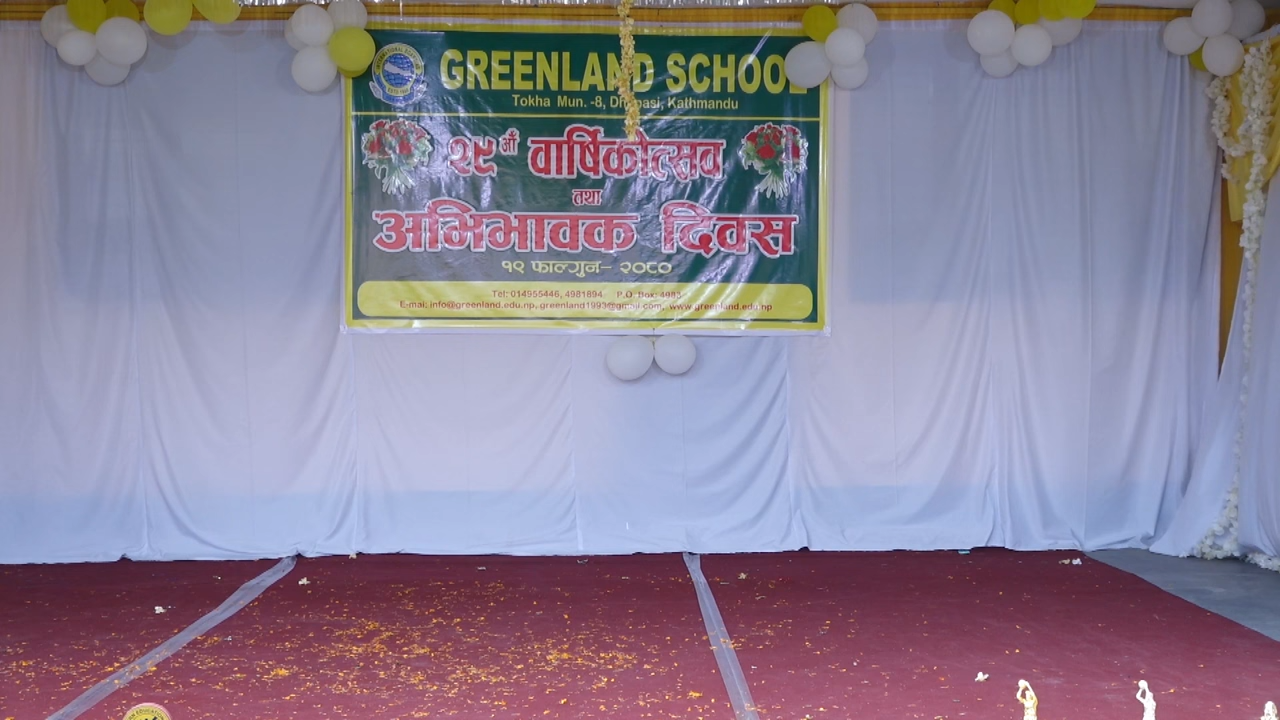 GREENLAND SCHOOL
Tokha Mun. -8, Dhapasi, Kathmandu
२९ औँ वार्षिकोत्सव
तथा
अभिभावक दिवस
१९ फाल्गुन- २०८०
Tel: 014955446, 4981894 P.O. Box: 4983
E-mai: info@greenland.edu.np, greenland1993@gmail.com, www.greenland.edu.np